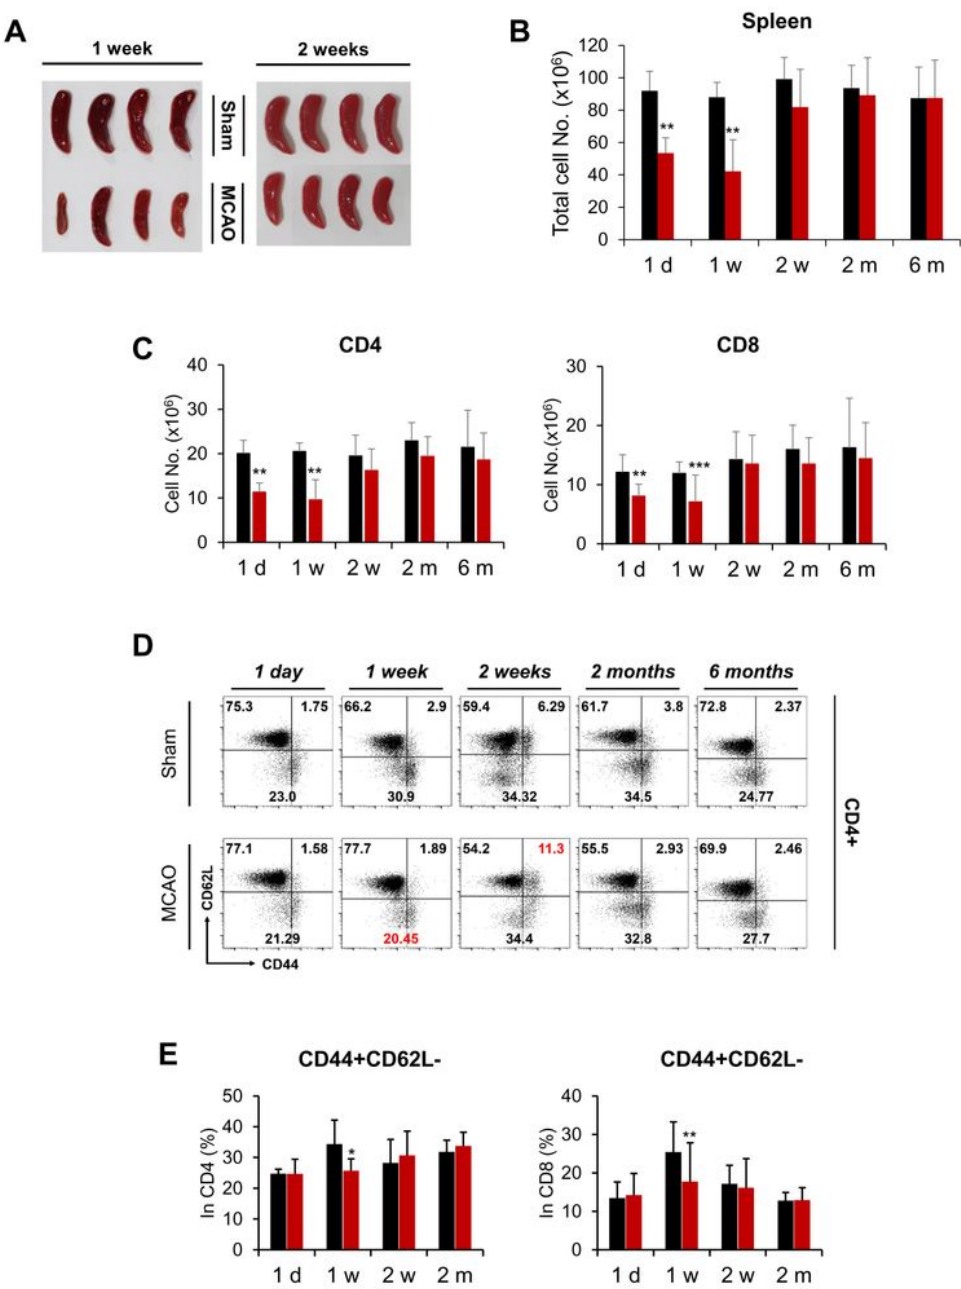 A
1 week
2 weeks
Sham
MCAO
B
Spleen
Total cell No. (x10⁶)
120
100
80
60
40
20
0
**
**
1 d
1 w
2 w
2 m
6 m
C
CD4
Cell No. (x10⁶)
40
30
20
10
0
**
**
1 d
1 w
2 w
2 m
6 m
CD8
Cell No.(x10⁶)
30
20
10
0
**
***
1 d
1 w
2 w
2 m
6 m
D
1 day
1 week
2 weeks
2 months
6 months
Sham
75.3 1.75
23.0
66.2 2.9
30.9
59.4 6.29
34.32
61.7 3.8
34.5
72.8 2.37
24.77
MCAO
77.1 1.58
21.29
77.7 1.89
20.45
54.2 11.3
34.4
55.5 2.93
32.8
69.9 2.46
27.7
CD62L
CD44
CD4+
E
CD44+CD62L-
In CD4 (%)
50
40
30
20
10
0
*
1 d
1 w
2 w
2 m
CD44+CD62L-
In CD8 (%)
40
30
20
10
0
**
1 d
1 w
2 w
2 m